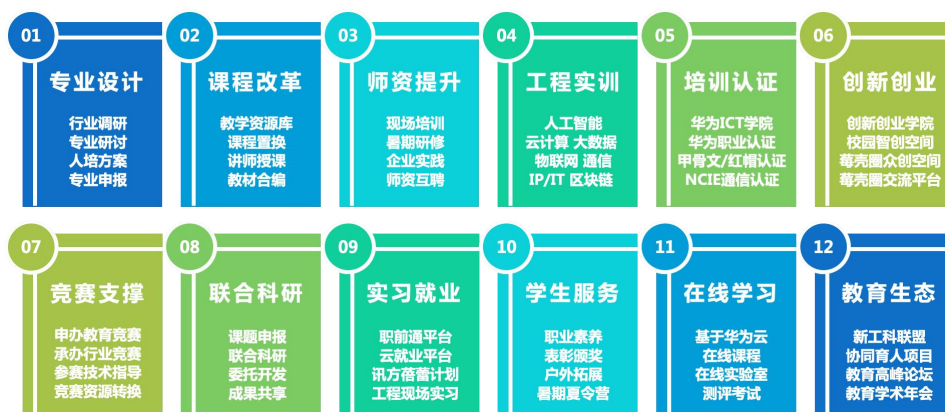 01
专业设计
行业调研
专业研讨
人培方案
专业申报
02
课程改革
教学资源库
课程置换
讲师授课
教材合编
03
师资提升
现场培训
暑期研修
企业实践
师资互聘
04
工程实训
人工智能
云计算 大数据
物联网 通信
IP/IT 区块链
05
培训认证
华为ICT学院
华为职业认证
甲骨文/红帽认证
NCIE通信认证
06
创新创业
创新创业学院
校园智创空间
莓壳圈众创空间
莓壳圈交流平台
07
竞赛支撑
申办教育竞赛
承办行业竞赛
参赛技术指导
竞赛资源转换
08
联合科研
课题申报
联合科研
委托开发
成果共享
09
实习就业
职前通平台
云就业平台
讯方蓓蕾计划
工程现场实习
10
学生服务
职业素养
表彰颁奖
户外拓展
暑期夏令营
11
在线学习
基于华为云
在线课程
在线实验室
测评考试
12
教育生态
新工科联盟
协同育人项目
教育高峰论坛
教育学术年会